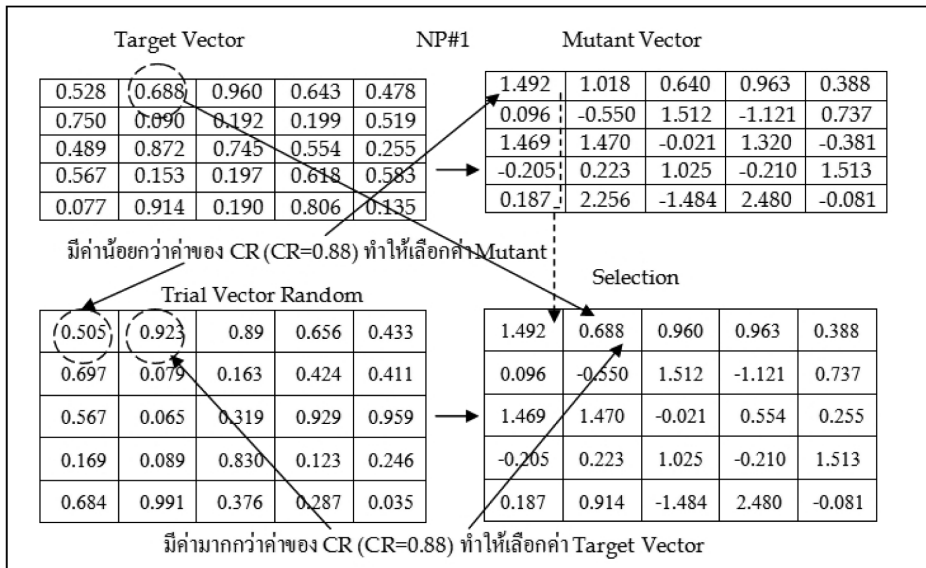 Target Vector NP#1 Mutant Vector
0.528 0.688 0.960 0.643 0.478
0.750 0.090 0.192 0.199 0.519
0.489 0.872 0.745 0.554 0.255
0.567 0.153 0.197 0.618 0.583
0.077 0.914 0.190 0.806 0.135
1.492 1.018 0.640 0.963 0.388
0.096 -0.550 1.512 -1.121 0.737
1.469 1.470 -0.021 1.320 -0.381
-0.205 0.223 1.025 -0.210 1.513
0.187 2.256 -1.484 2.480 -0.081
มีค่าน้อยกว่าค่าของ CR (CR=0.88) ทำให้เลือกค่า Mutant
Trial Vector Random
0.505 0.923 0.89 0.656 0.433
0.697 0.079 0.163 0.424 0.411
0.567 0.065 0.319 0.929 0.959
0.169 0.089 0.830 0.123 0.246
0.684 0.991 0.376 0.287 0.035
Selection
1.492 0.688 0.960 0.963 0.388
0.096 -0.550 1.512 -1.121 0.737
1.469 1.470 -0.021 0.554 0.255
-0.205 0.223 1.025 -0.210 1.513
0.187 0.914 -1.484 2.480 -0.081
มีค่ามากกว่าค่าของ CR (CR=0.88) ทำให้เลือกค่า Target Vector